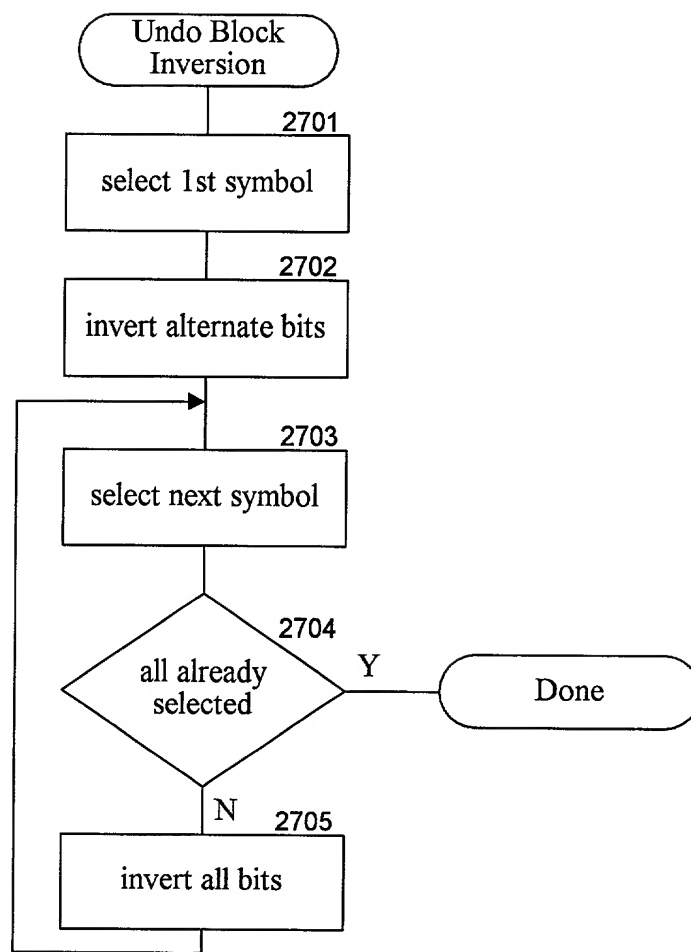 Undo Block
Inversion
2701
select 1st symbol
2702
invert alternate bits
2703
select next symbol
2704
all already
selected
Y
Done
N
2705
invert all bits